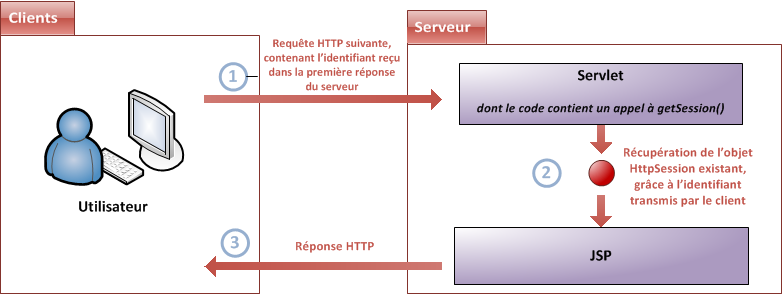 Clients
Serveur
Requête HTTP suivante,
contenant l'identifiant reçu
dans la première réponse
du serveur
1
Servlet
dont le code contient un appel à getSession()
Utilisateur
2
Récupération de l'objet
HttpSession existant,
grâce à l'identifiant
transmis par le client
3
Réponse HTTP
JSP